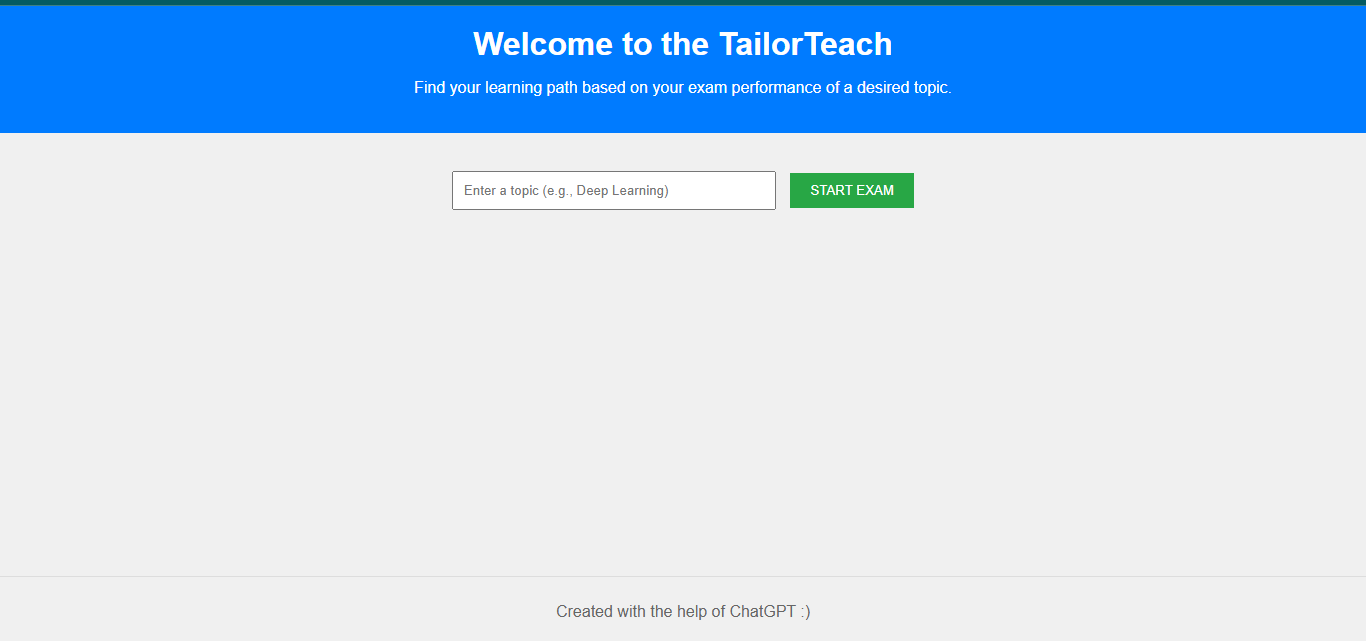 Welcome to the TailorTeach
Find your learning path based on your exam performance of a desired topic.
Enter a topic (e.g., Deep Learning)
START EXAM
Created with the help of ChatGPT :)